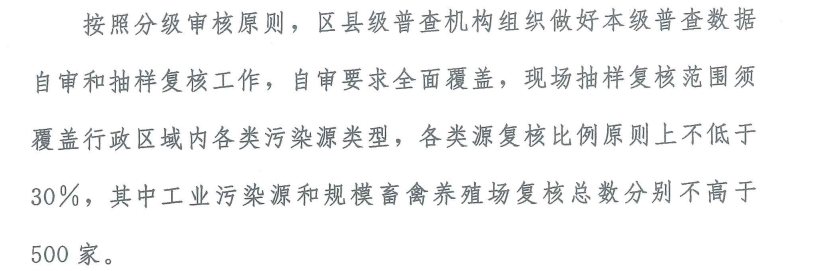 按照分级审核原则，区县级普查机构组织做好本级普查数据
自审和抽样复核工作，自审要求全面覆盖，现场抽样复核范围须
覆盖行政区域内各类污染源类型，各类源复核比例原则上不低于
30%，其中工业污染源和规模畜禽养殖场复核总数分别不高于
500 家。